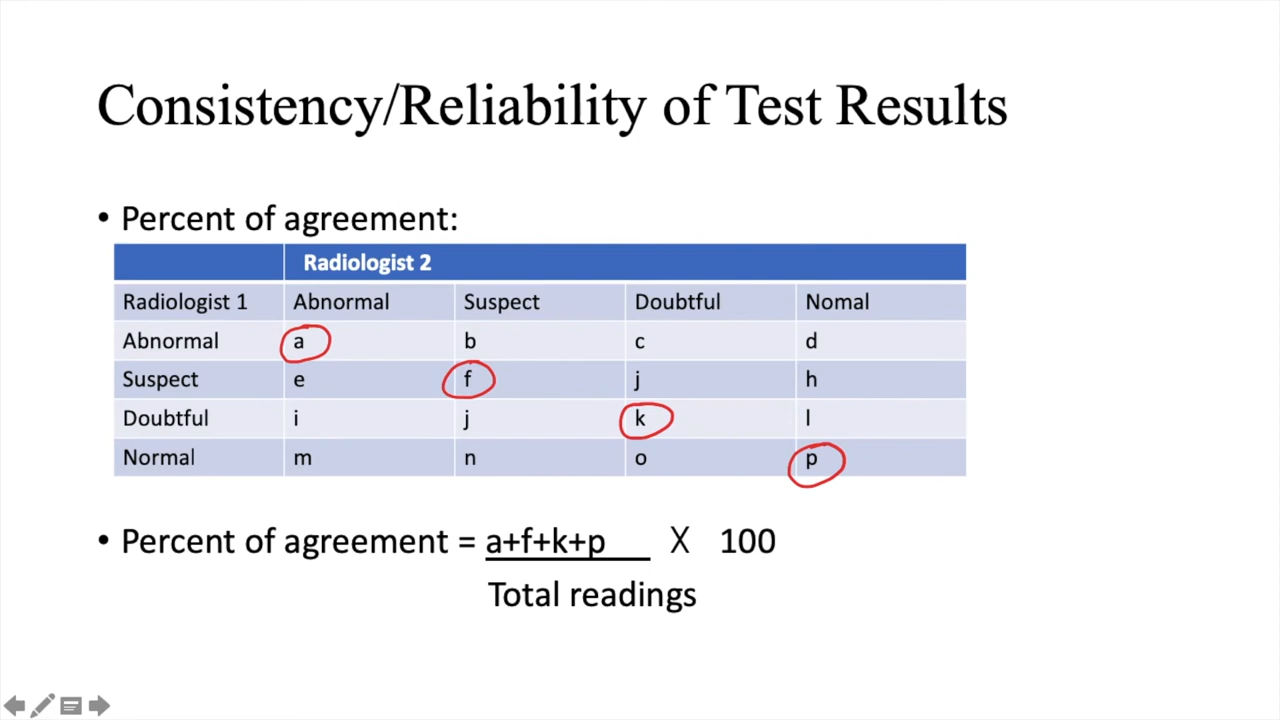 Consistency/Reliability of Test Results
• Percent of agreement:
Radiologist 2
Radiologist 1 Abnormal Suspect Doubtful Nomal
Abnormal a b c d
Suspect e f j h
Doubtful i j k l
Normal m n o p
• Percent of agreement = a+f+k+p X 100
Total readings